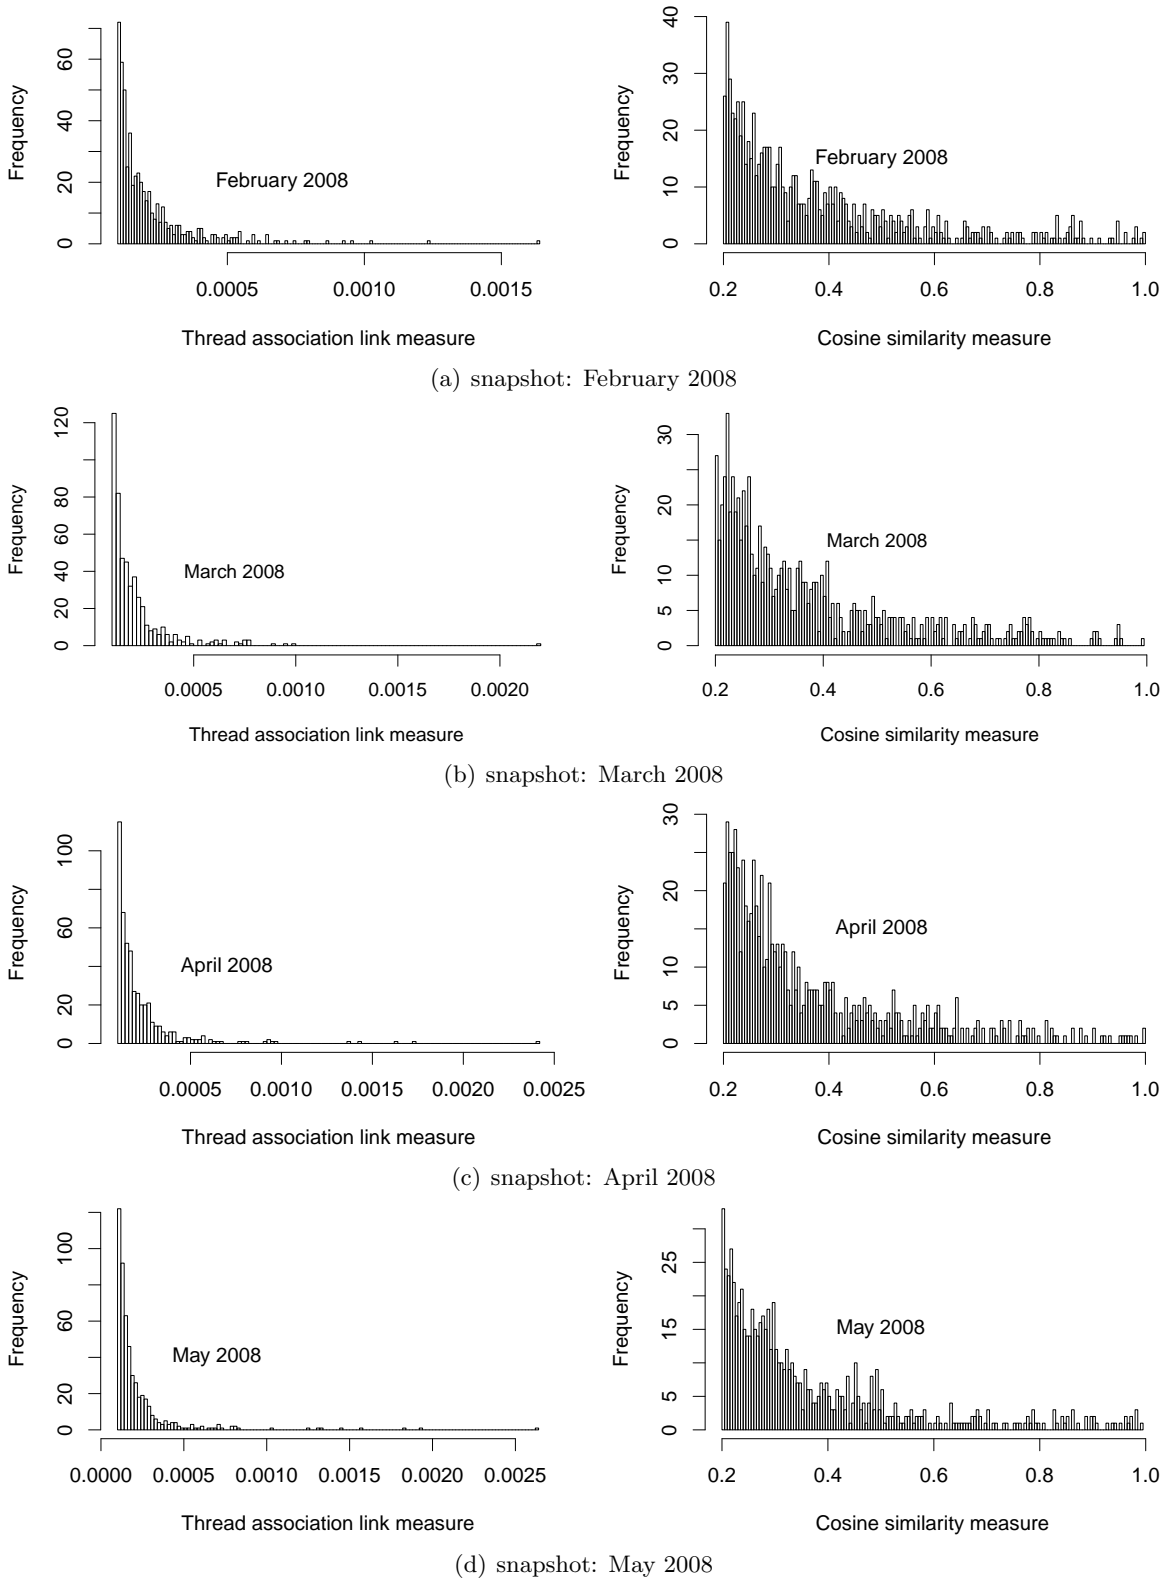 Frequency
0 20 40 60
February 2008
0.0005 0.0010 0.0015
Thread association link measure
Frequency
0 10 20 30 40
February 2008
0.2 0.4 0.6 0.8 1.0
Cosine similarity measure
(a) snapshot: February 2008
Frequency
0 20 40 60 80 120
March 2008
0.0005 0.0010 0.0015 0.0020
Thread association link measure
Frequency
0 5 10 20 30
March 2008
0.2 0.4 0.6 0.8 1.0
Cosine similarity measure
(b) snapshot: March 2008
Frequency
0 20 60 100
April 2008
0.0005 0.0010 0.0015 0.0020 0.0025
Thread association link measure
Frequency
0 5 10 20 30
April 2008
0.2 0.4 0.6 0.8 1.0
Cosine similarity measure
(c) snapshot: April 2008
Frequency
0 20 60 100
May 2008
0.0000 0.0005 0.0010 0.0015 0.0020 0.0025
Thread association link measure
Frequency
0 5 15 25
May 2008
0.2 0.4 0.6 0.8 1.0
Cosine similarity measure
(d) snapshot: May 2008